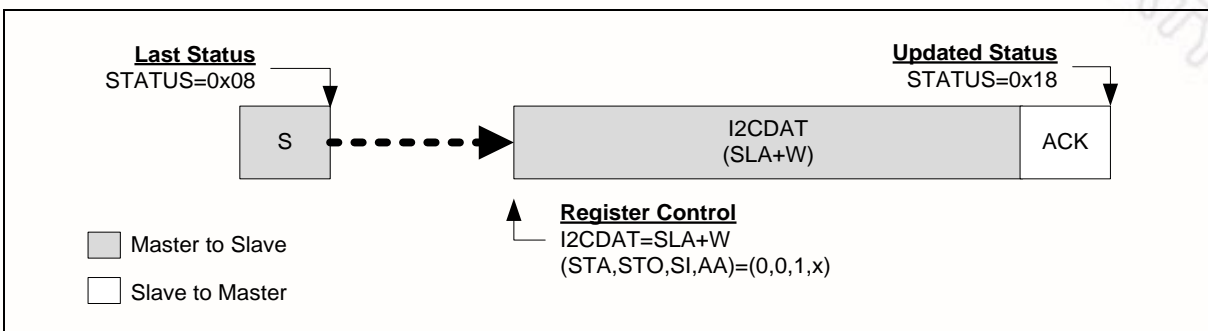 Last Status
STATUS=0x08
Updated Status
STATUS=0x18
S
I2CDAT
(SLA+W)
ACK
Register Control
I2CDAT=SLA+W
(STA,STO,SI,AA)=(0,0,1,x)
Master to Slave
Slave to Master